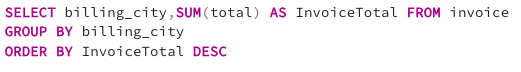 SELECT billing_city,SUM(total) AS InvoiceTotal FROM invoice
GROUP BY billing_city
ORDER BY InvoiceTotal DESC